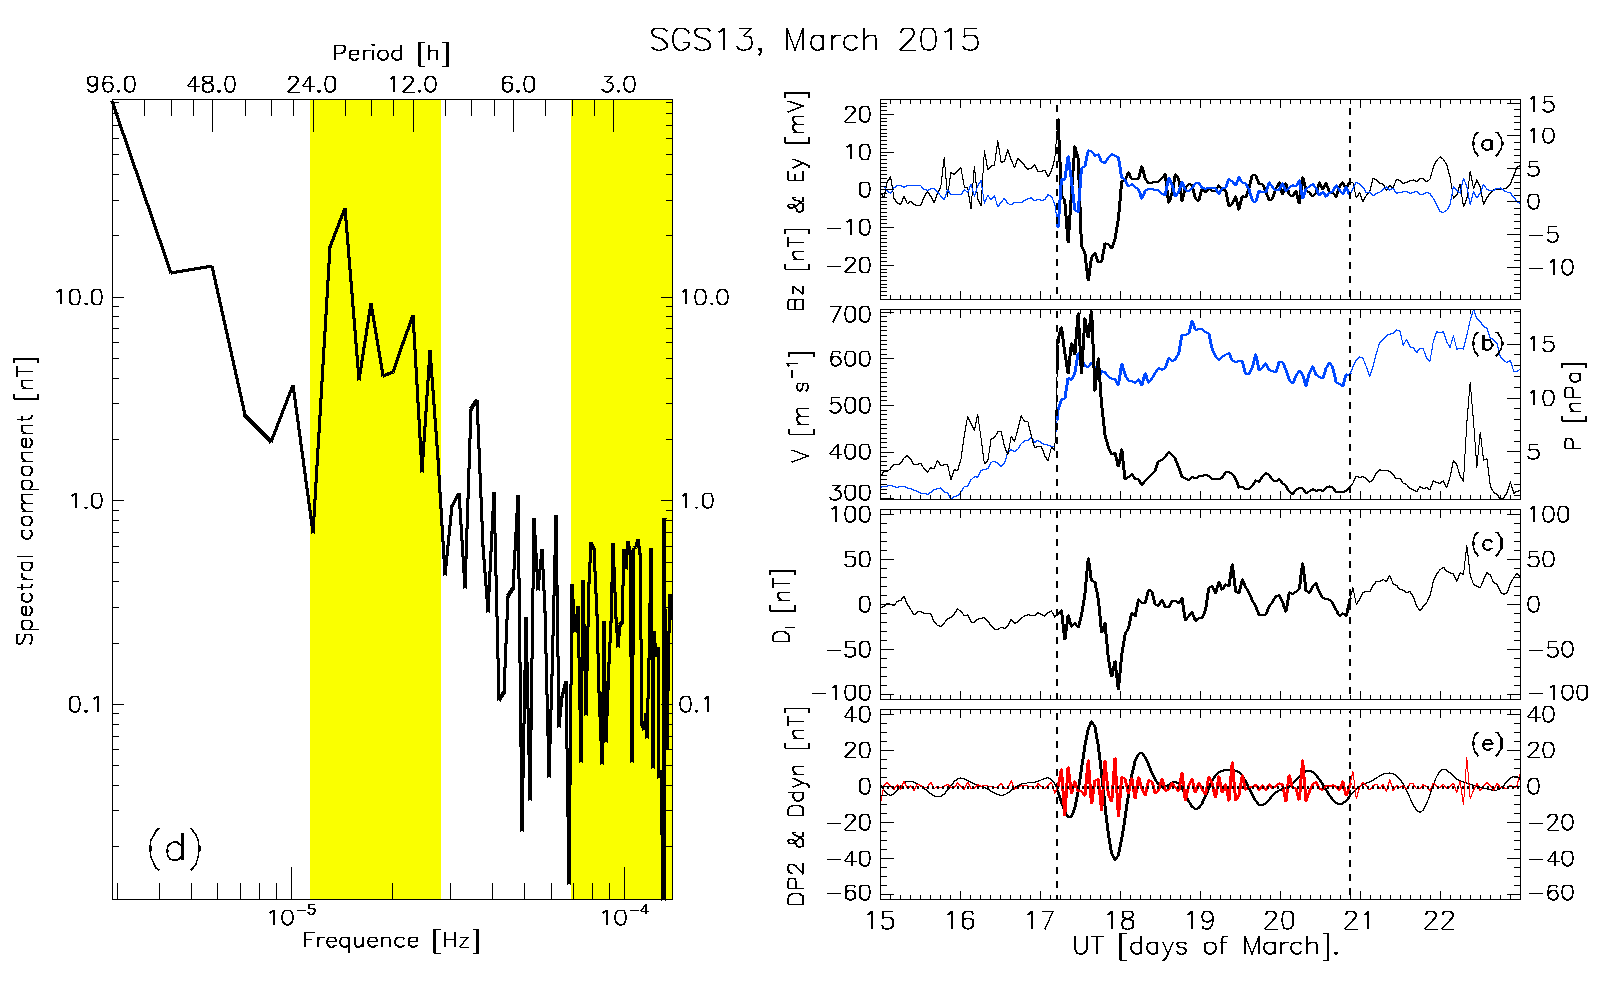 SGS13, March 2015
Period [h]
96.0 48.0 24.0 12.0 6.0 3.0
10.0 10.0
1.0 1.0
0.1 0.1
Spectral component [nT]
(d)
10⁻⁵ 10⁻⁴
Frequence [Hz]
Bz [nT] & Ey [mV]
20
10
0
−10
−20
15
10
5
0
−5
−10
(a)
V [m s⁻¹]
700
600
500
400
300
15
10
5
P [nPa]
(b)
D_I [nT]
100 100
50 50
0 0
−50 −50
−100 −100
(c)
DP2 & Ddyn [nT]
40 40
20 20
0 0
−20 −20
−40 −40
−60 −60
(e)
15 16 17 18 19 20 21 22
UT [days of March].